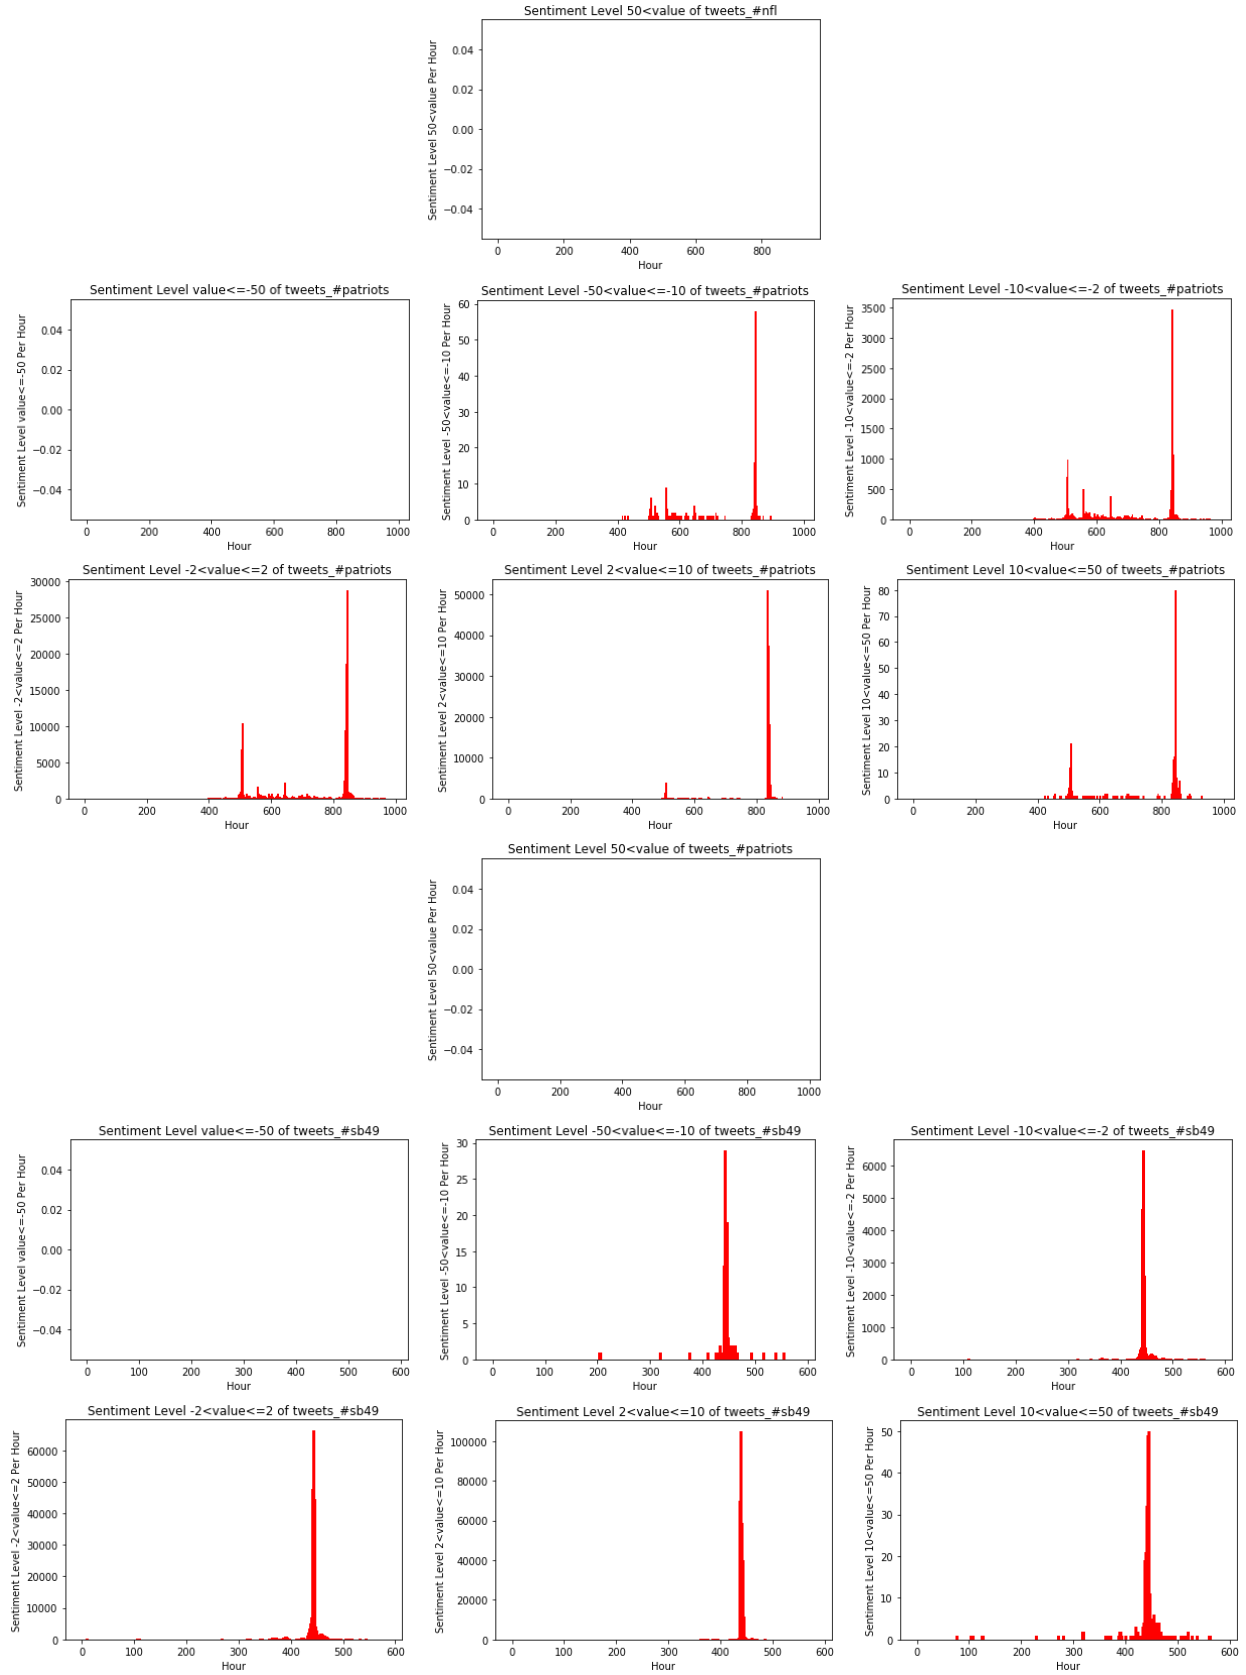 Sentiment Level 50<value of tweets_#nfl
Sentiment Level 50<value Per Hour
0.04
0.02
0.00
−0.02
−0.04
0 200 400 600 800
Hour
Sentiment Level value<=-50 of tweets_#patriots
Sentiment Level value<=-50 Per Hour
0.04
0.02
0.00
−0.02
−0.04
0 200 400 600 800 1000
Hour
Sentiment Level -50<value<=-10 of tweets_#patriots
Sentiment Level -50<value<=-10 Per Hour
60
50
40
30
20
10
0
0 200 400 600 800 1000
Hour
Sentiment Level -10<value<=-2 of tweets_#patriots
Sentiment Level -10<value<=-2 Per Hour
3500
3000
2500
2000
1500
1000
500
0
0 200 400 600 800 1000
Hour
Sentiment Level -2<value<=2 of tweets_#patriots
Sentiment Level -2<value<=2 Per Hour
30000
25000
20000
15000
10000
5000
0
0 200 400 600 800 1000
Hour
Sentiment Level 2<value<=10 of tweets_#patriots
Sentiment Level 2<value<=10 Per Hour
50000
40000
30000
20000
10000
0
0 200 400 600 800 1000
Hour
Sentiment Level 10<value<=50 of tweets_#patriots
Sentiment Level 10<value<=50 Per Hour
80
70
60
50
40
30
20
10
0
0 200 400 600 800 1000
Hour
Sentiment Level 50<value of tweets_#patriots
Sentiment Level 50<value Per Hour
0.04
0.02
0.00
−0.02
−0.04
0 200 400 600 800 1000
Hour
Sentiment Level value<=-50 of tweets_#sb49
Sentiment Level value<=-50 Per Hour
0.04
0.02
0.00
−0.02
−0.04
0 100 200 300 400 500 600
Hour
Sentiment Level -50<value<=-10 of tweets_#sb49
Sentiment Level -50<value<=-10 Per Hour
30
25
20
15
10
5
0
0 100 200 300 400 500 600
Hour
Sentiment Level -10<value<=-2 of tweets_#sb49
Sentiment Level -10<value<=-2 Per Hour
6000
5000
4000
3000
2000
1000
0
0 100 200 300 400 500 600
Hour
Sentiment Level -2<value<=2 of tweets_#sb49
Sentiment Level -2<value<=2 Per Hour
60000
50000
40000
30000
20000
10000
0
0 100 200 300 400 500 600
Hour
Sentiment Level 2<value<=10 of tweets_#sb49
Sentiment Level 2<value<=10 Per Hour
100000
80000
60000
40000
20000
0
0 100 200 300 400 500 600
Hour
Sentiment Level 10<value<=50 of tweets_#sb49
Sentiment Level 10<value<=50 Per Hour
50
40
30
20
10
0
0 100 200 300 400 500 600
Hour